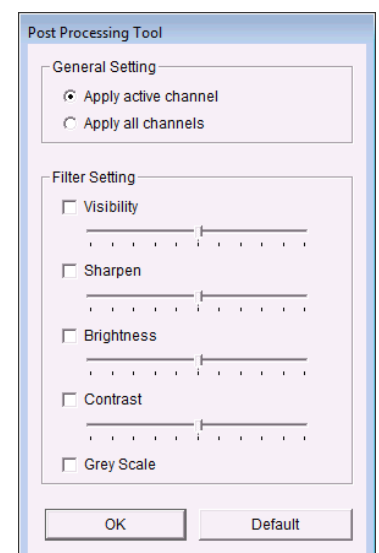 Post Processing Tool
General Setting
Apply active channel
Apply all channels
Filter Setting
Visibility
Sharpen
Brightness
Contrast
Grey Scale
OK Default